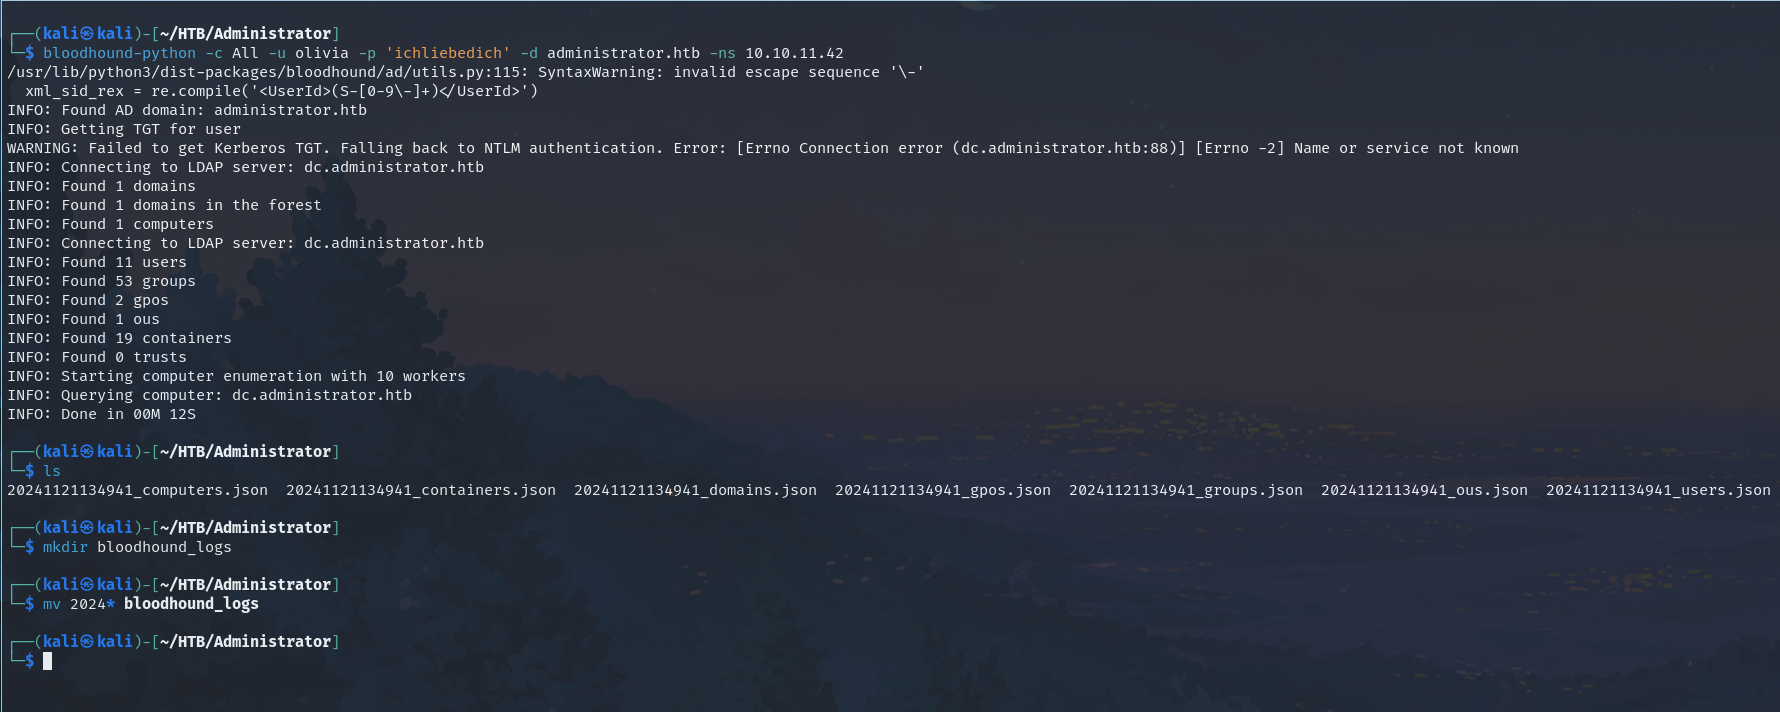 ┌──(kali㉿kali)-[~/HTB/Administrator]
└─$ bloodhound-python -c All -u olivia -p 'ichliebedich' -d administrator.htb -ns 10.10.11.42
/usr/lib/python3/dist-packages/bloodhound/ad/utils.py:115: SyntaxWarning: invalid escape sequence '\-'
  xml_sid_rex = re.compile('<UserId>(S-[0-9\-]+)</UserId>')
INFO: Found AD domain: administrator.htb
INFO: Getting TGT for user
WARNING: Failed to get Kerberos TGT. Falling back to NTLM authentication. Error: [Errno Connection error (dc.administrator.htb:88)] [Errno -2] Name or service not known
INFO: Connecting to LDAP server: dc.administrator.htb
INFO: Found 1 domains
INFO: Found 1 domains in the forest
INFO: Found 1 computers
INFO: Connecting to LDAP server: dc.administrator.htb
INFO: Found 11 users
INFO: Found 53 groups
INFO: Found 2 gpos
INFO: Found 1 ous
INFO: Found 19 containers
INFO: Found 0 trusts
INFO: Starting computer enumeration with 10 workers
INFO: Querying computer: dc.administrator.htb
INFO: Done in 00M 12S
┌──(kali㉿kali)-[~/HTB/Administrator]
└─$ ls
20241121134941_computers.json  20241121134941_containers.json  20241121134941_domains.json  20241121134941_gpos.json  20241121134941_groups.json  20241121134941_ous.json  20241121134941_users.json
┌──(kali㉿kali)-[~/HTB/Administrator]
└─$ mkdir bloodhound_logs
┌──(kali㉿kali)-[~/HTB/Administrator]
└─$ mv 2024* bloodhound_logs
┌──(kali㉿kali)-[~/HTB/Administrator]
└─$